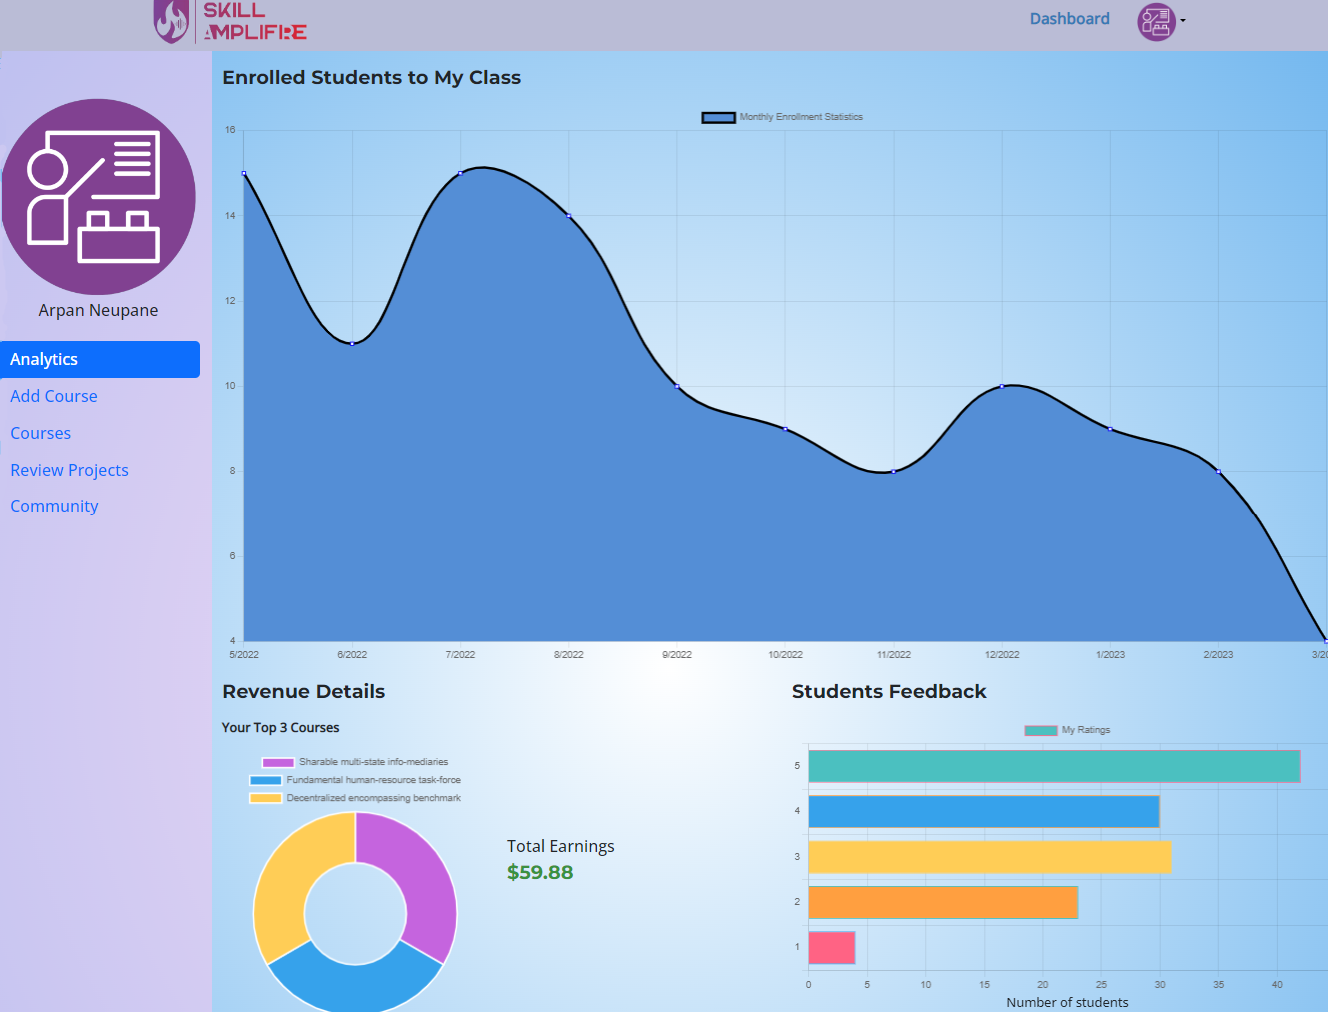 SKILL
AMPLIFIRE
Dashboard
Arpan Neupane
Analytics
Add Course
Courses
Review Projects
Community
Enrolled Students to My Class
Monthly Enrollment Statistics
16
14
12
10
8
6
4
5/2022 6/2022 7/2022 8/2022 9/2022 10/2022 11/2022 12/2022 1/2023 2/2023 3/20
Revenue Details
Your Top 3 Courses
Sharable multi-state info-mediaries
Fundamental human-resource task-force
Decentralized encompassing benchmark
Total Earnings
$59.88
Students Feedback
My Ratings
5
4
3
2
1
0 5 10 15 20 25 30 35 40
Number of students